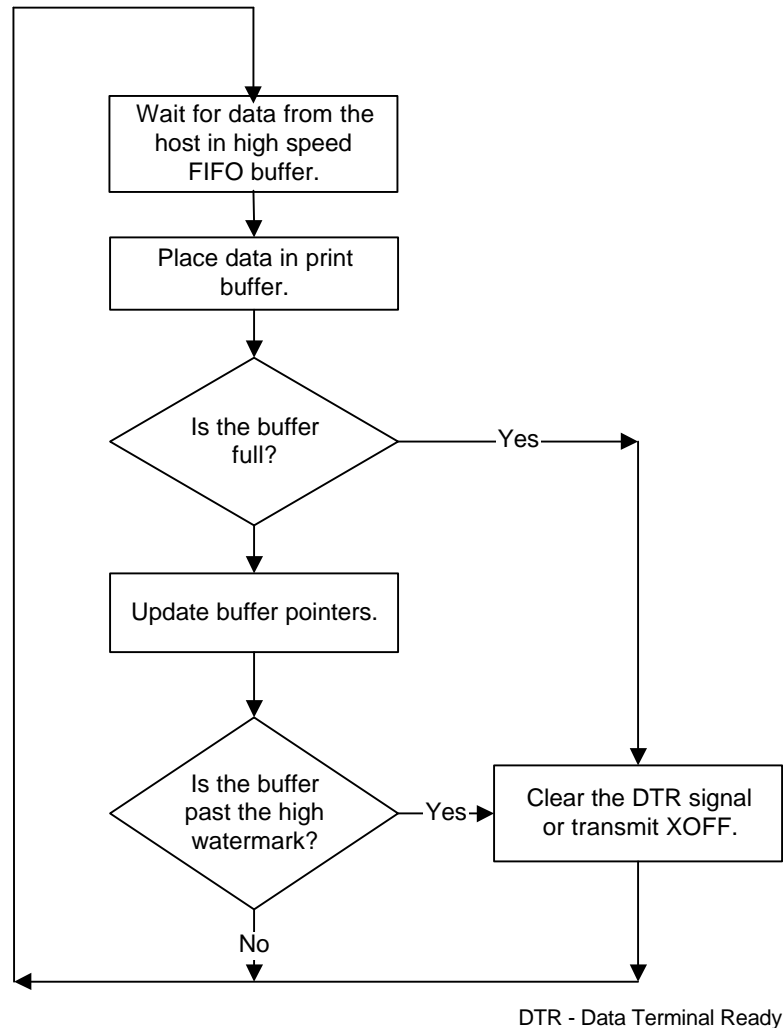 Wait for data from the
host in high speed
FIFO buffer.
Place data in print
buffer.
Is the buffer
full?
Yes
Update buffer pointers.
Is the buffer
past the high
watermark?
Yes
Clear the DTR signal
or transmit XOFF.
No
DTR - Data Terminal Ready